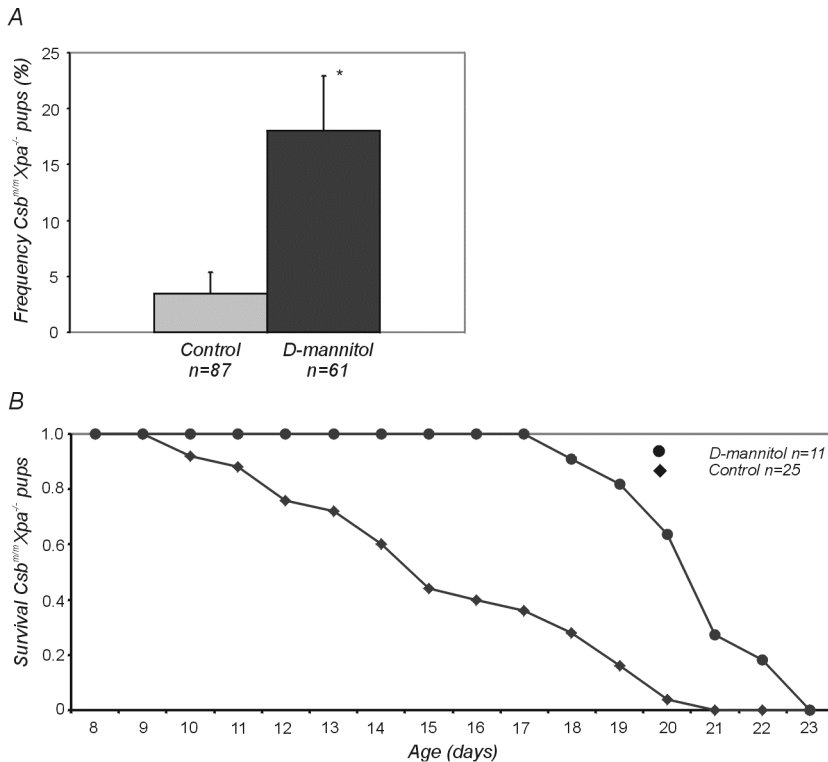 A
Frequency Csb^m/m Xpa^-/- pups (%)
25
20
15
10
5
0
*
Control
n=87
D-mannitol
n=61
B
Survival Csb^m/m Xpa^-/- pups
1.0
0.8
0.6
0.4
0.2
0
D-mannitol n=11
Control n=25
8 9 10 11 12 13 14 15 16 17 18 19 20 21 22 23
Age (days)